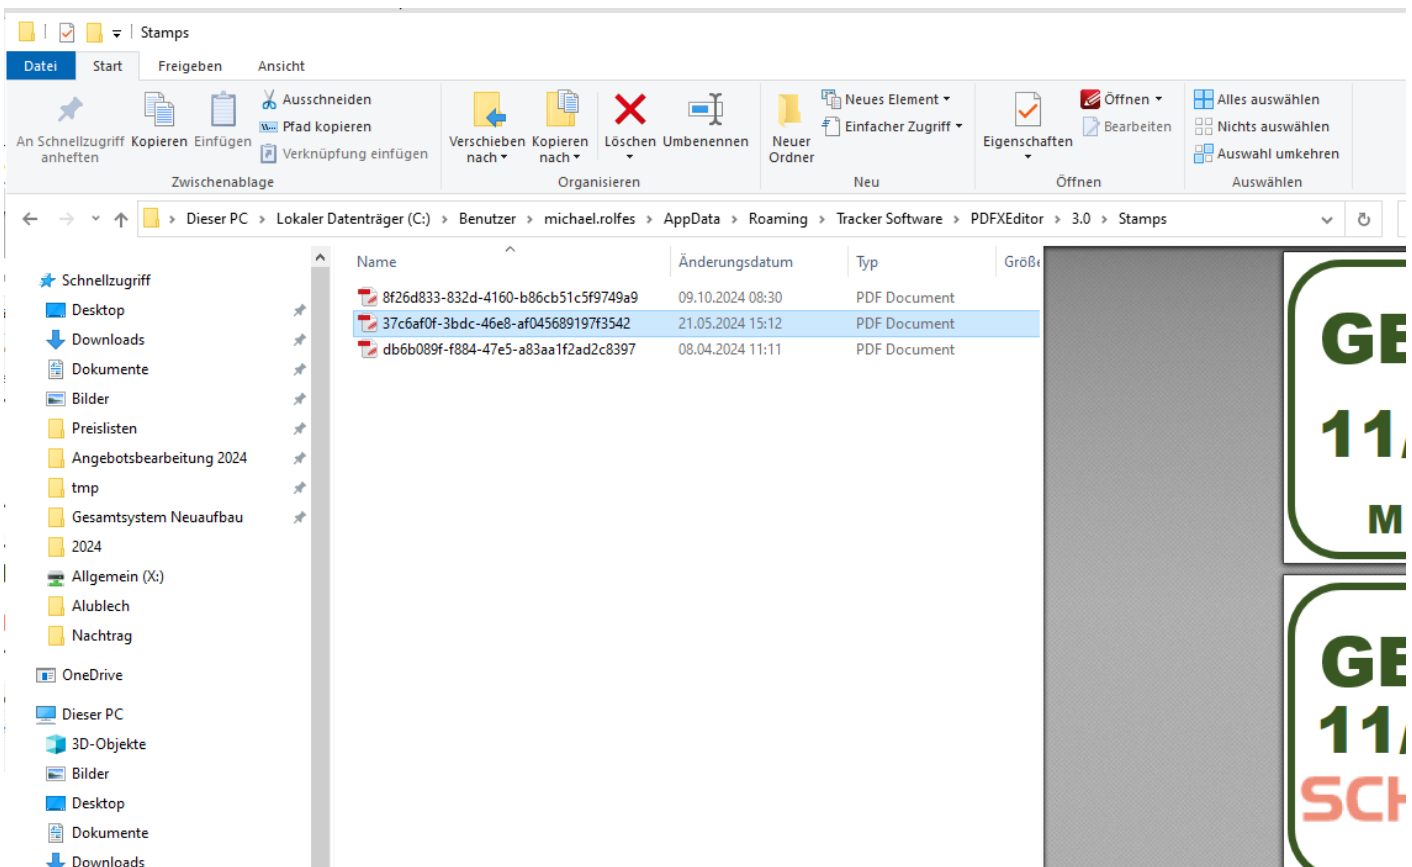 Stamps
Datei Start Freigeben Ansicht
An Schnellzugriff anheften
Kopieren
Einfügen
Ausschneiden
Pfad kopieren
Verknüpfung einfügen
Zwischenablage
Verschieben nach
Kopieren nach
Löschen
Umbenennen
Organisieren
Neuer Ordner
Neues Element
Einfacher Zugriff
Neu
Eigenschaften
Öffnen
Bearbeiten
Öffnen
Alles auswählen
Nichts auswählen
Auswahl umkehren
Auswählen
Dieser PC > Lokaler Datenträger (C:) > Benutzer > michael.rolfes > AppData > Roaming > Tracker Software > PDFXEditor > 3.0 > Stamps
Schnellzugriff
Desktop
Downloads
Dokumente
Bilder
Preislisten
Angebotsbearbeitung 2024
tmp
Gesamtsystem Neuaufbau
2024
Allgemein (X:)
Alublech
Nachtrag
OneDrive
Dieser PC
3D-Objekte
Bilder
Desktop
Dokumente
Downloads
Name Änderungsdatum Typ Größe
8f26d833-832d-4160-b86cb51c5f9749a9 09.10.2024 08:30 PDF Document
37c6af0f-3bdc-46e8-af045689197f3542 21.05.2024 15:12 PDF Document
db6b089f-f884-47e5-a83aa1f2ad2c8397 08.04.2024 11:11 PDF Document
GE
11/
M
GE
11/
SCH